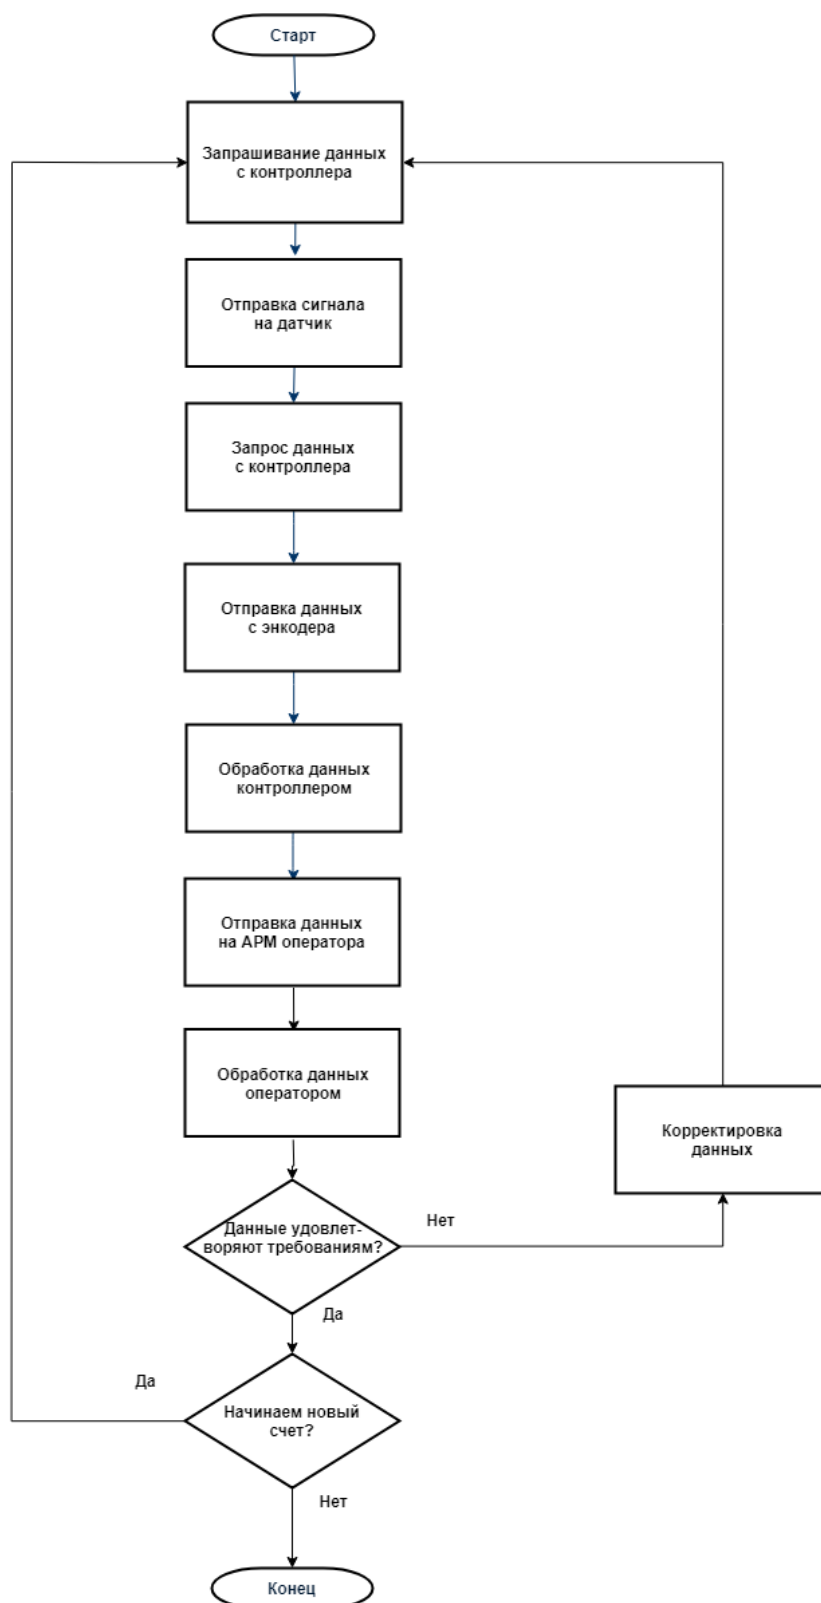 Старт
Запрашивание данных
с контроллера
Отправка сигнала
на датчик
Запрос данных
с контроллера
Отправка данных
с энкодера
Обработка данных
контроллером
Отправка данных
на АРМ оператора
Обработка данных
оператором
Корректировка
данных
Данные удовлет-
воряют требованиям?
Нет
Да
Да
Начинаем новый
счет?
Нет
Конец